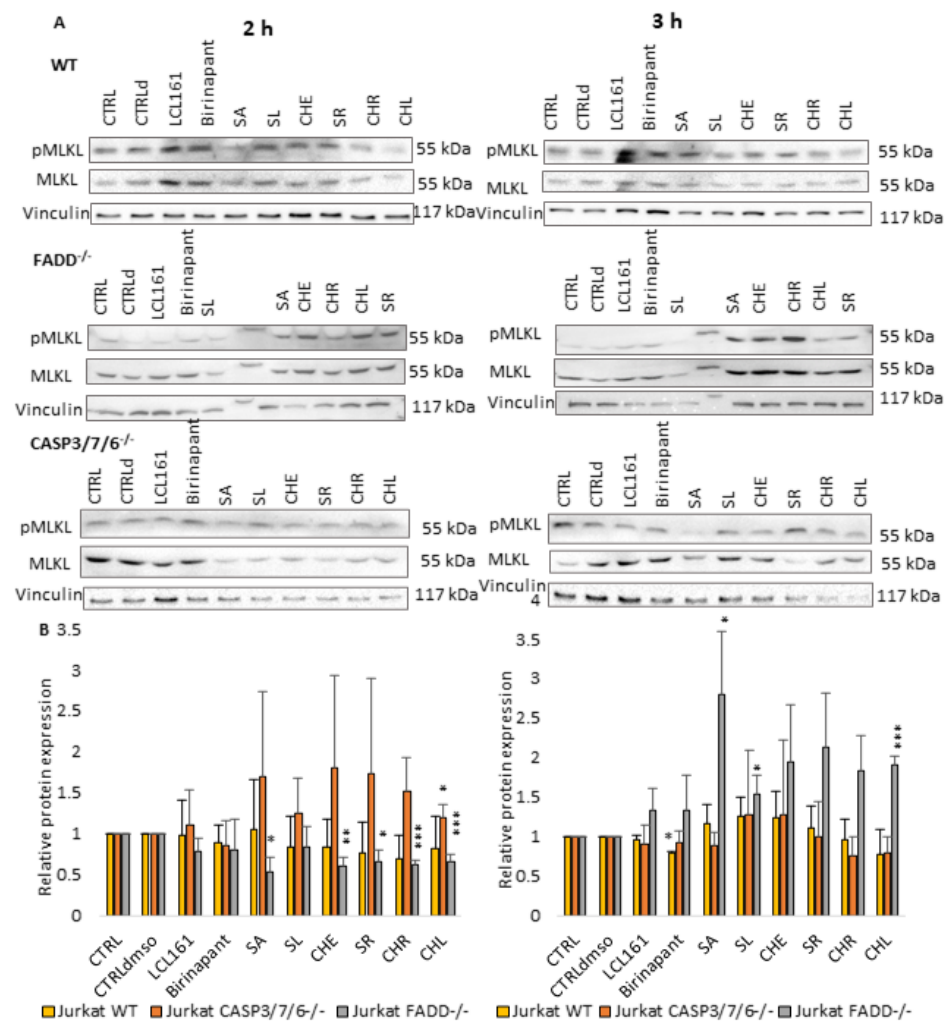 A
2 h
3 h
WT
CTRL CTRLd LCL161 Birinapant SA SL CHE SR CHR CHL
CTRL CTRLd LCL161 Birinapant SA SL CHE SR CHR CHL
pMLKL 55 kDa pMLKL 55 kDa
MLKL 55 kDa MLKL 55 kDa
Vinculin 117 kDa Vinculin 117 kDa
FADD-/-
CTRL CTRLd LCL161 Birinapant SL SA CHE CHR CHL SR
CTRL CTRLd LCL161 Birinapant SL SA CHE CHR CHL SR
pMLKL 55 kDa pMLKL 55 kDa
MLKL 55 kDa MLKL 55 kDa
Vinculin 117 kDa Vinculin 117 kDa
CASP3/7/6-/-
CTRL CTRLd LCL161 Birinapant SA SL CHE SR CHR CHL
CTRL CTRLd LCL161 Birinapant SA SL CHE SR CHR CHL
pMLKL 55 kDa pMLKL 55 kDa
MLKL 55 kDa MLKL 55 kDa
Vinculin 117 kDa Vinculin 117 kDa
4
B
Relative protein expression
3.5
3
2.5
2
1.5
1
0.5
0
* ** * *** * ***
CTRL CTRLdmso LCL161 Birinapant SA SL CHE SR CHR CHL
Jurkat WT Jurkat CASP3/7/6-/- Jurkat FADD-/-
Relative protein expression
3.5
3
2.5
2
1.5
1
0.5
0
* * * ***
CTRL CTRLdmso LCL161 Birinapant SA SL CHE SR CHR CHL
Jurkat WT Jurkat CASP3/7/6-/- Jurkat FADD-/-